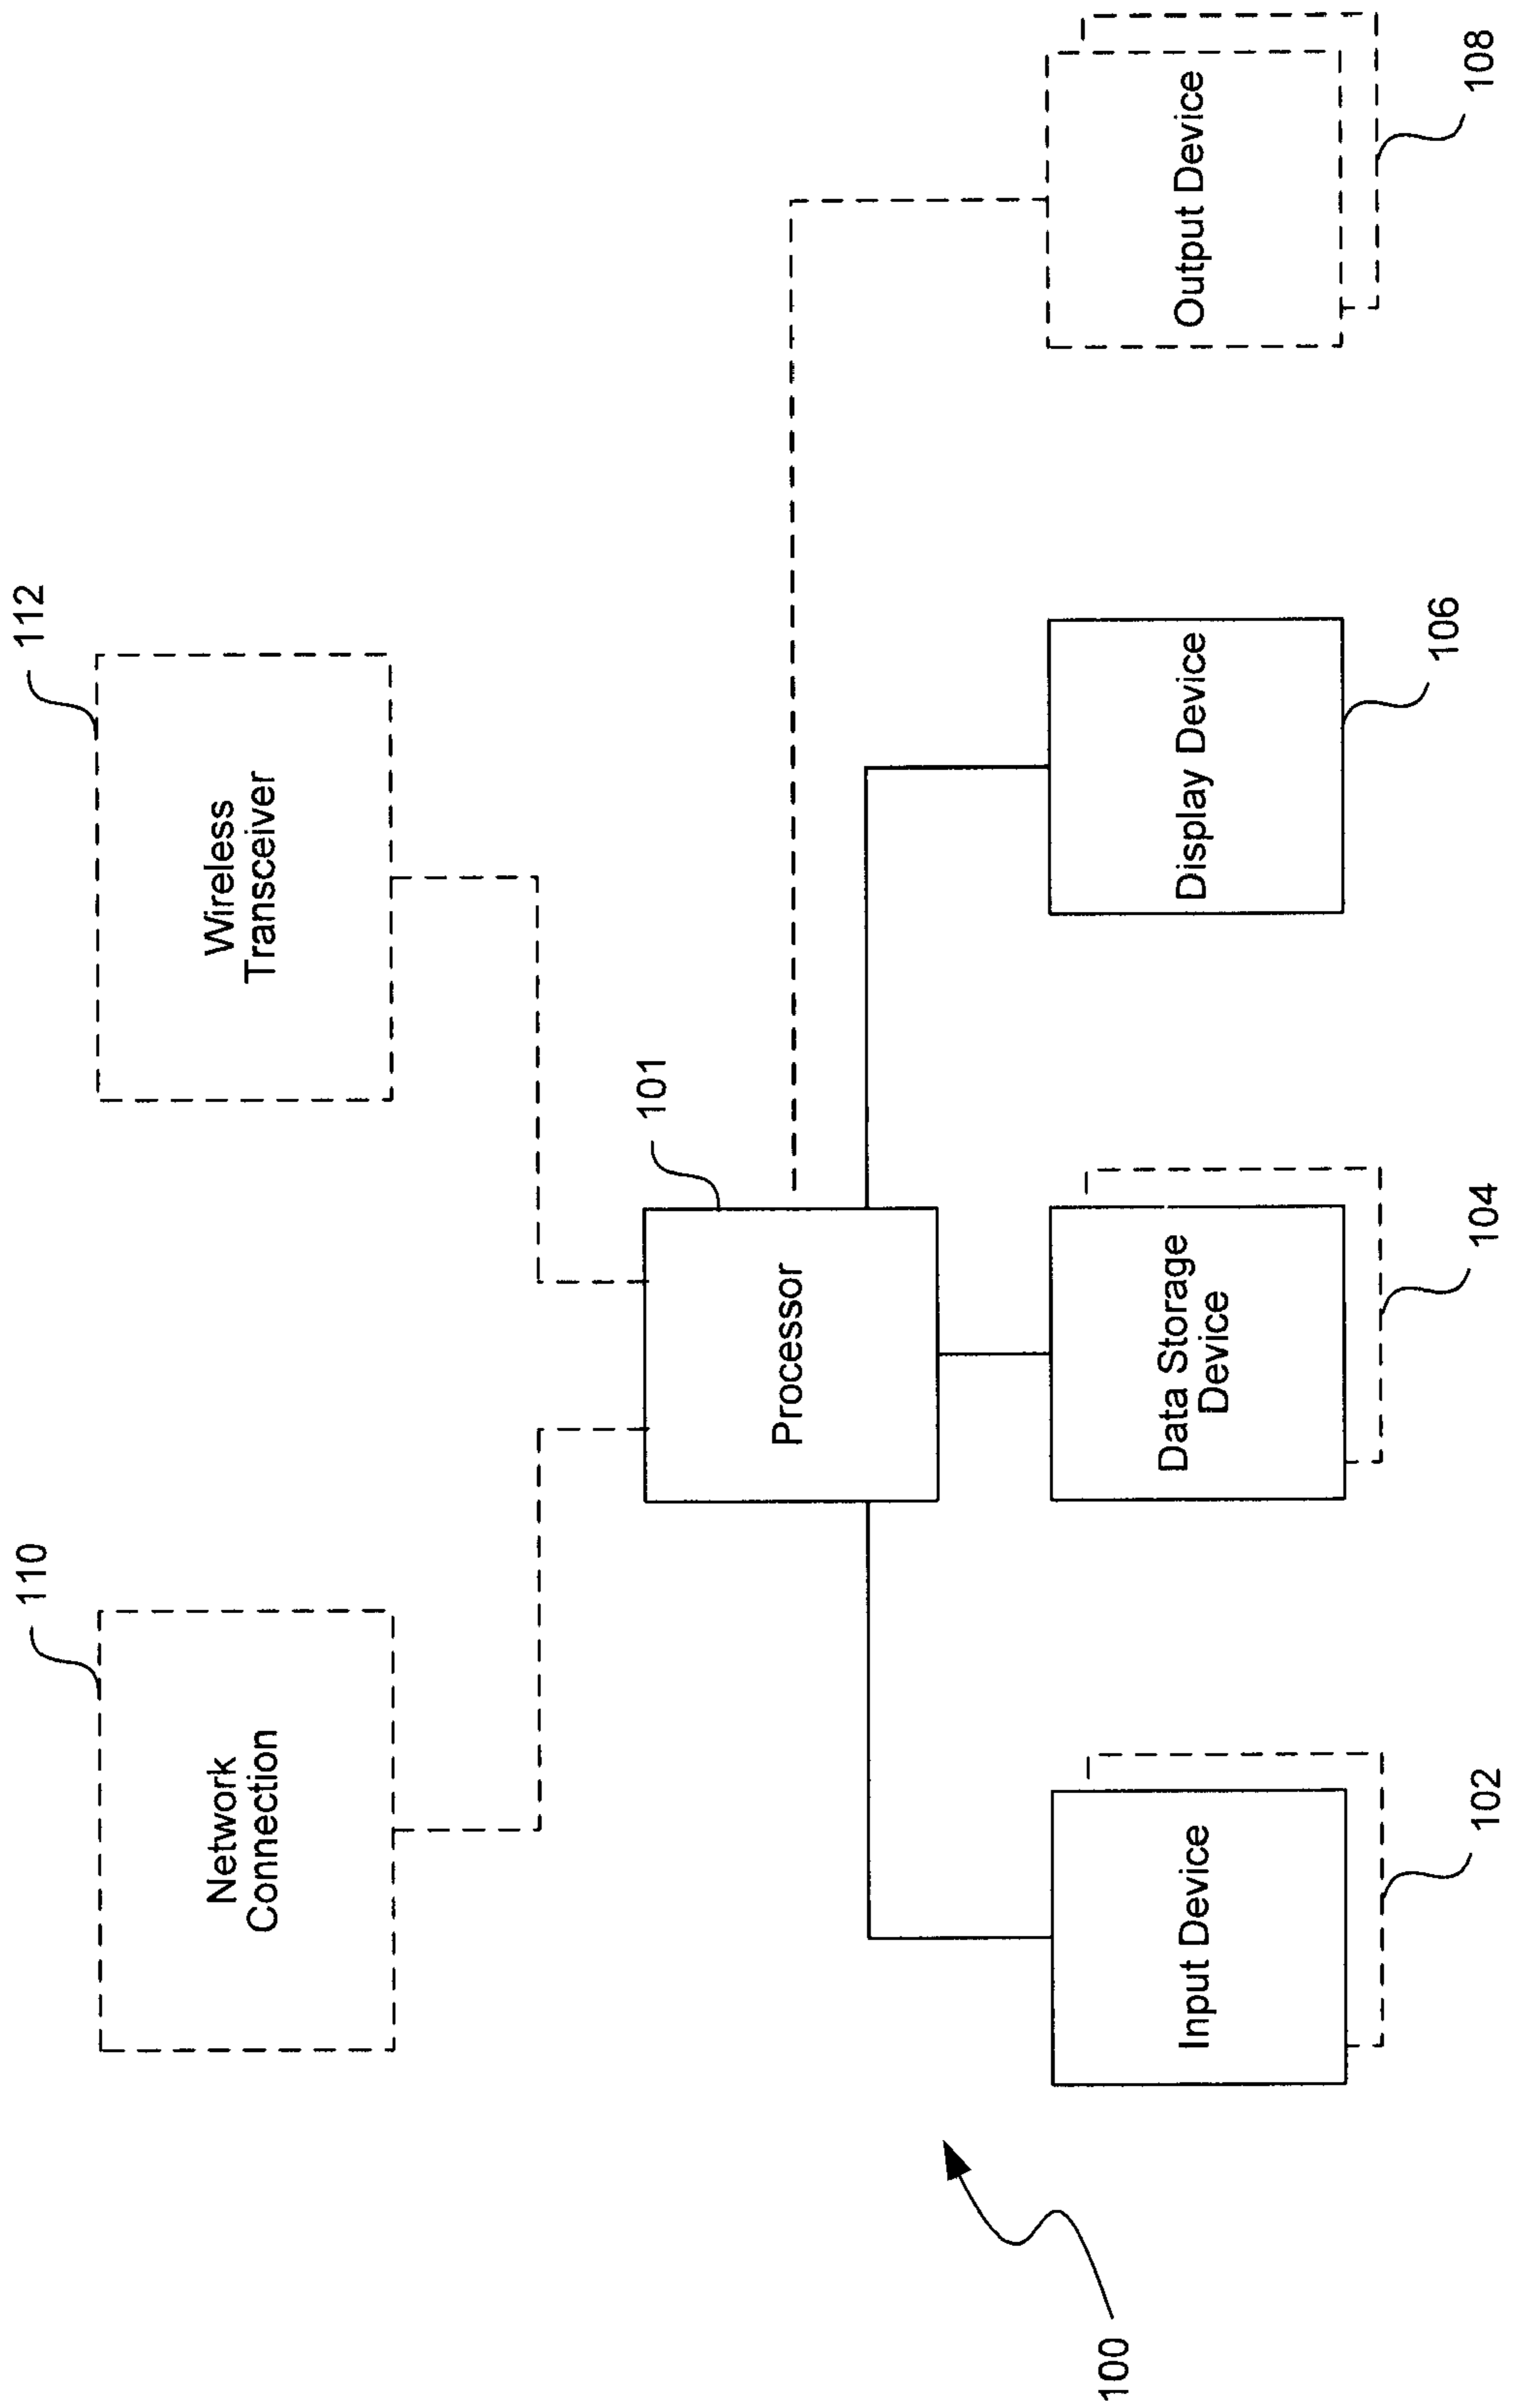 110
112
Network
Connection
Wireless
Transceiver
101
Processor
Input Device
Data Storage
Device
Display Device
Output Device
100
102
104
106
108